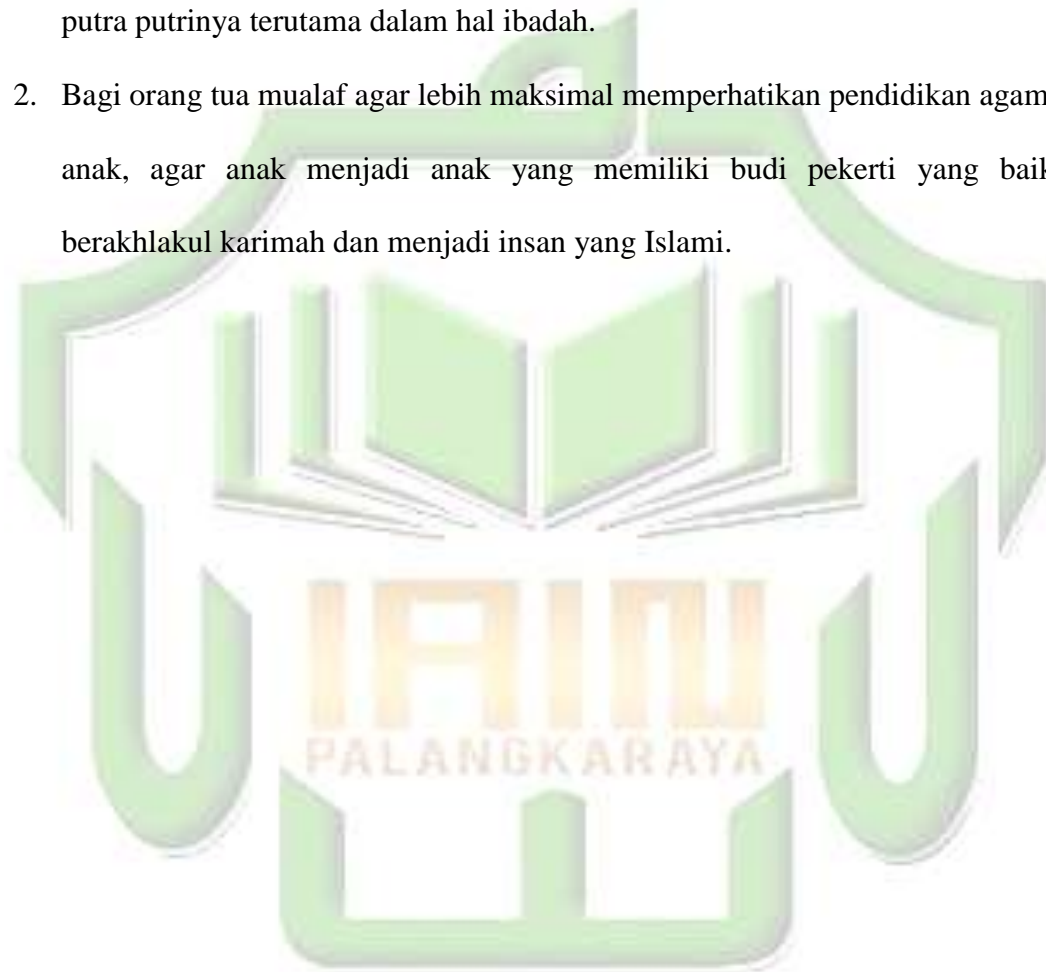 putra putrinya terutama dalam hal ibadah.
2. Bagi orang tua mualaf agar lebih maksimal memperhatikan pendidikan agam
anak, agar anak menjadi anak yang memiliki budi pekerti yang baik
berakhlakul karimah dan menjadi insan yang Islami.
IAIN
PALANGKARAYA